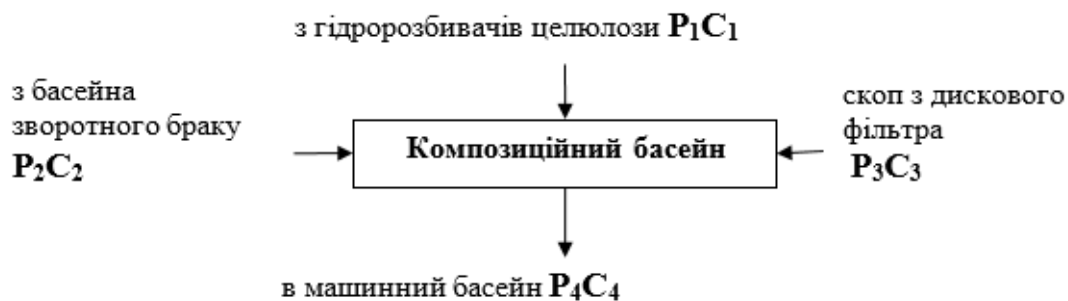 з гідророзбивачів целюлози P₁C₁
з басейна
зворотного браку
P₂C₂
Композиційний басейн
скоп з дискового
фільтра
P₃C₃
в машинний басейн P₄C₄